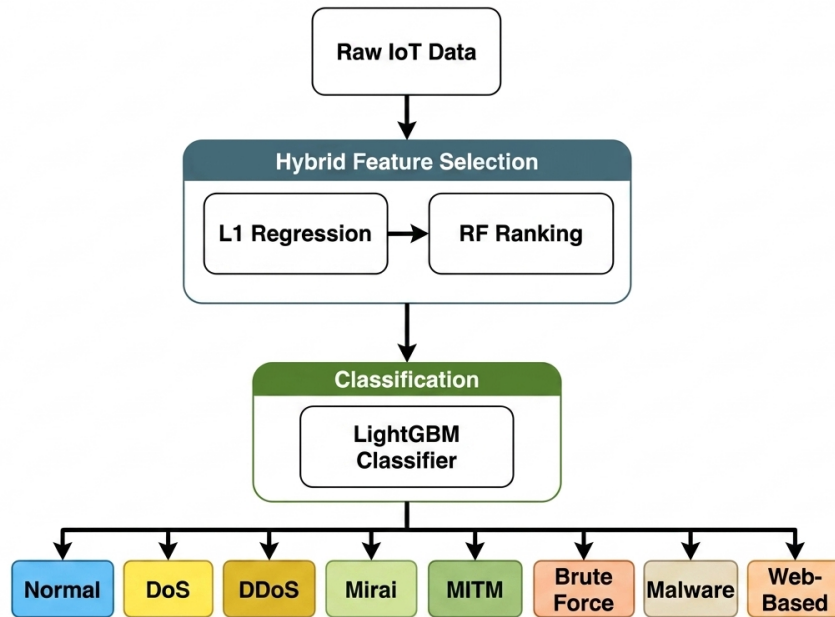 Raw IoT Data
Hybrid Feature Selection
L1 Regression
RF Ranking
Classification
LightGBM
Classifier
Normal
DoS
DDoS
Mirai
MITM
Brute
Force
Malware
Web-
Based